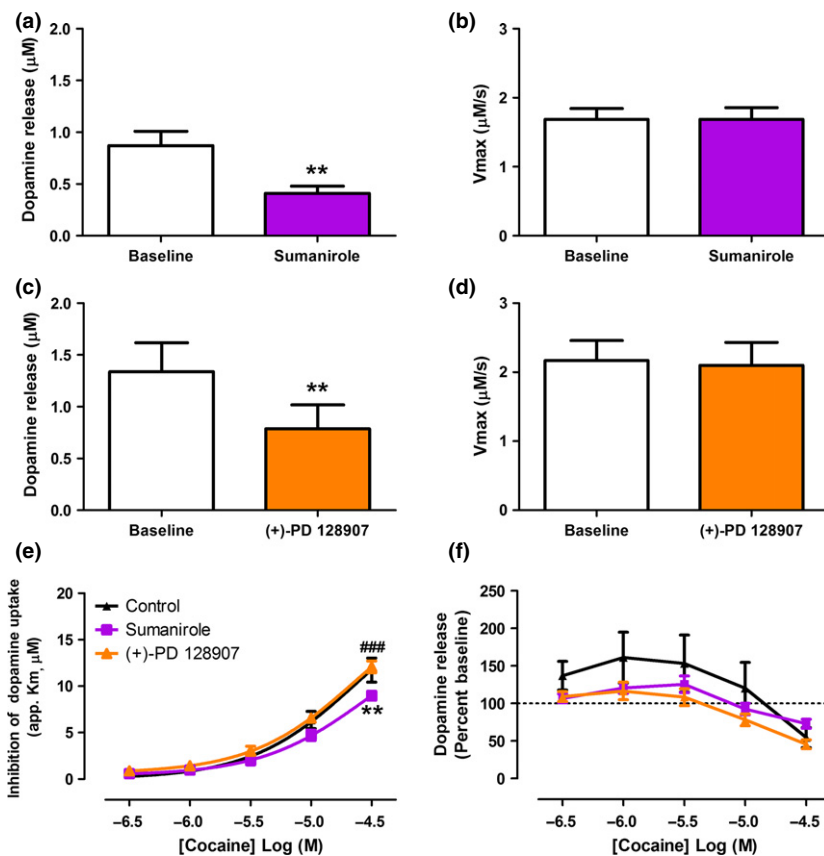 (a)
Dopamine release (μM)
2.0
1.5
1.0
0.5
0.0
**
Baseline
Sumanirole
(b)
Vmax (μM/s)
3
2
1
0
Baseline
Sumanirole
(c)
Dopamine release (μM)
2.0
1.5
1.0
0.5
0.0
**
Baseline
(+)-PD 128907
(d)
Vmax (μM/s)
3
2
1
0
Baseline
(+)-PD 128907
(e)
Inhibition of dopamine uptake
(app. Km, μM)
20
15
10
5
0
Control
Sumanirole
(+)-PD 128907
###
**
−6.5
−6.0
−5.5
−5.0
−4.5
[Cocaine] Log (M)
(f)
Dopamine release
(Percent baseline)
250
200
150
100
50
0
−6.5
−6.0
−5.5
−5.0
−4.5
[Cocaine] Log (M)